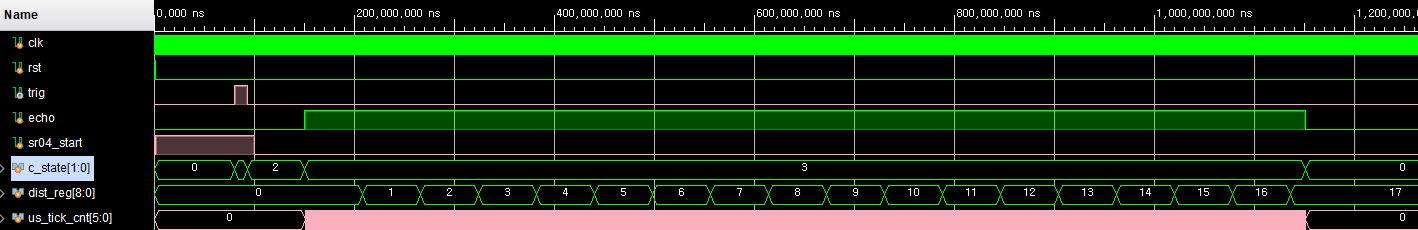 Name 0,000 ns 200,000,000 ns 400,000,000 ns 600,000,000 ns 800,000,000 ns 1,000,000,000 ns 1,200,000,0
clk
rst
trig
echo
sr04_start
c_state[1:0] 0 2 3 0
dist_reg[8:0] 0 1 2 3 4 5 6 7 8 9 10 11 12 13 14 15 16 17
us_tick_cnt[5:0] 0 0